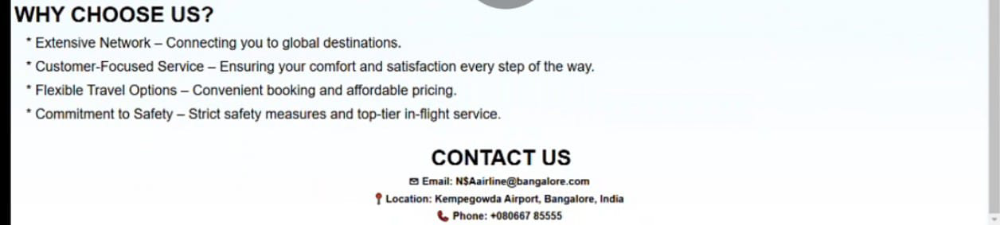 WHY CHOOSE US?
* Extensive Network – Connecting you to global destinations.
* Customer-Focused Service – Ensuring your comfort and satisfaction every step of the way.
* Flexible Travel Options – Convenient booking and affordable pricing.
* Commitment to Safety – Strict safety measures and top-tier in-flight service.
CONTACT US
✉ Email: N$Aairline@bangalore.com
📍 Location: Kempegowda Airport, Bangalore, India
📞 Phone: +080667 85555